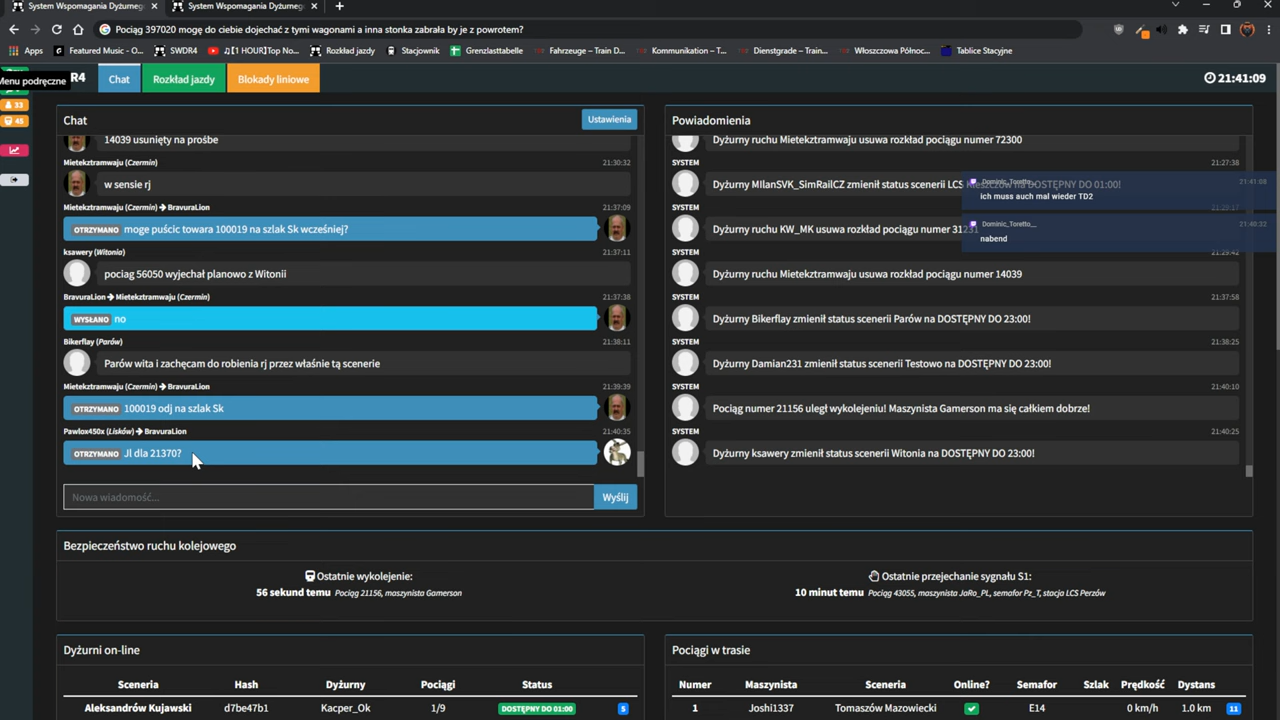 System Wspomagania Dyżurneg
System Wspomagania Dyżurneg
Pociąg 397020 mogę do ciebie dojechać z tymi wagonami a inna stonka zabrała by je z powrotem?
Apps
Featured Music - O...
SWDR4
[1 HOUR]Top No...
Rozkład jazdy
Stacjownik
Grenzlasttabelle
Fahrzeuge – Train D...
Kommunikation – T...
Dienstgrade – Train...
Włoszczowa Północ...
Tablice Stacyjne
Menu podręczne
R4
Chat
Rozkład jazdy
Blokady liniowe
21:41:09
33
45
Chat
Ustawienia
14039 usunięty na prośbe
Mietekztramwaju (Czermin)
21:30:32
w sensie rj
Mietekztramwaju (Czermin) → BravuraLion
21:37:09
OTRZYMANO moge puścic towara 100019 na szlak Sk wcześniej?
ksawery (Witonia)
21:37:11
pociag 56050 wyjechał planowo z Witonii
BravuraLion → Mietekztramwaju (Czermin)
21:37:38
WYSŁANO no
Bikerflay (Parów)
21:38:11
Parów wita i zachęcam do robienia rj przez właśnie tą scenerie
Mietekztramwaju (Czermin) → BravuraLion
21:39:39
OTRZYMANO 100019 odj na szlak Sk
Pawlox450x (Lisków) → BravuraLion
21:40:35
OTRZYMANO Jl dla 21370?
Nowa wiadomość...
Wyślij
Powiadomienia
Dyżurny ruchu Mietekztramwaju usuwa rozkład pociągu numer 72300
SYSTEM
21:27:38
Dyżurny MIlanSVK_SimRailCZ zmienił status scenerii LCS Rzeszów na DOSTĘPNY DO 01:00!
Dominic_Toretto__
21:41:08
ich muss auch mal wieder TD2
SYSTEM
Dyżurny ruchu KW_MK usuwa rozkład pociągu numer 31231
Dominic_Toretto__
21:40:32
nabend
SYSTEM
21:29:42
Dyżurny ruchu Mietekztramwaju usuwa rozkład pociągu numer 14039
SYSTEM
21:37:58
Dyżurny Bikerflay zmienił status scenerii Parów na DOSTĘPNY DO 23:00!
SYSTEM
21:38:25
Dyżurny Damian231 zmienił status scenerii Testowo na DOSTĘPNY DO 23:00!
SYSTEM
21:40:10
Pociąg numer 21156 uległ wykolejeniu! Maszynista Gamerson ma się całkiem dobrze!
SYSTEM
21:40:25
Dyżurny ksawery zmienił status scenerii Witonia na DOSTĘPNY DO 23:00!
Bezpieczeństwo ruchu kolejowego
Ostatnie wykolejenie:
56 sekund temu Pociąg 21156, maszynista Gamerson
Ostatnie przejechanie sygnału S1:
10 minut temu Pociąg 43055, maszynista JaRo_PL, semafor Pz_T, stacja LCS Perzów
Dyżurni on-line
Sceneria Hash Dyżurny Pociągi Status
Aleksandrów Kujawski d7be47b1 Kacper_Ok 1/9 DOSTĘPNY DO 01:00 5
Pociągi w trasie
Numer Maszynista Sceneria Online? Semafor Szlak Prędkość Dystans
1 Joshi1337 Tomaszów Mazowiecki E14 0 km/h 1.0 km 11